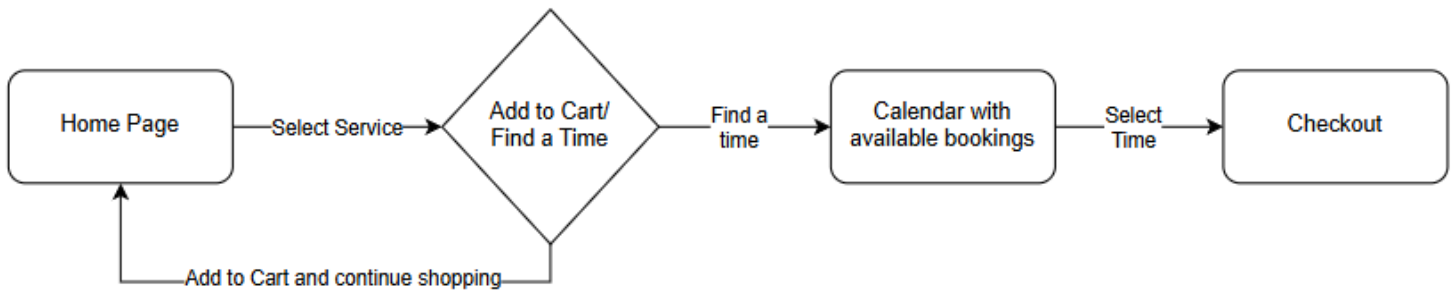 Home Page
Select Service
Add to Cart/
Find a Time
Find a
time
Calendar with
available bookings
Select
Time
Checkout
Add to Cart and continue shopping